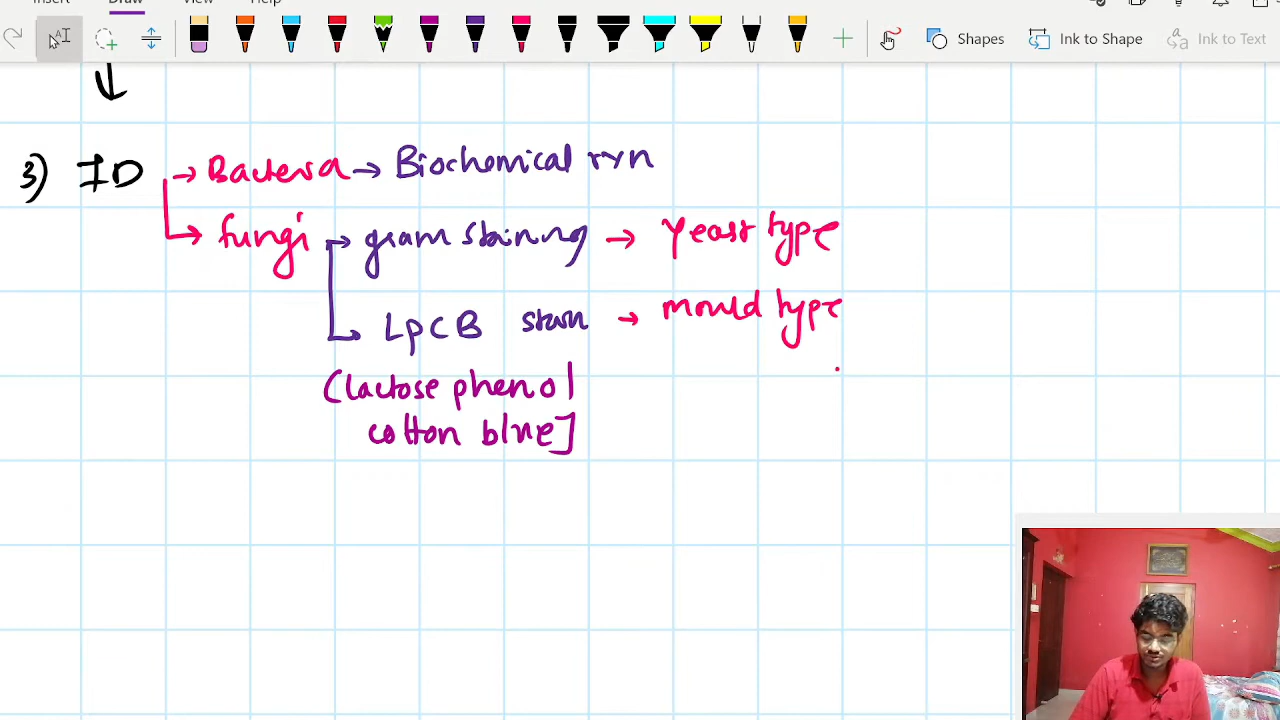 Insert Draw View Help
Shapes Ink to Shape Ink to Text
3) ID → Bacteria → Biochemical rxn
→ fungi → gram staining → yeast type
→ LPCB stain → mould type
(lactose phenol
cotton blue]